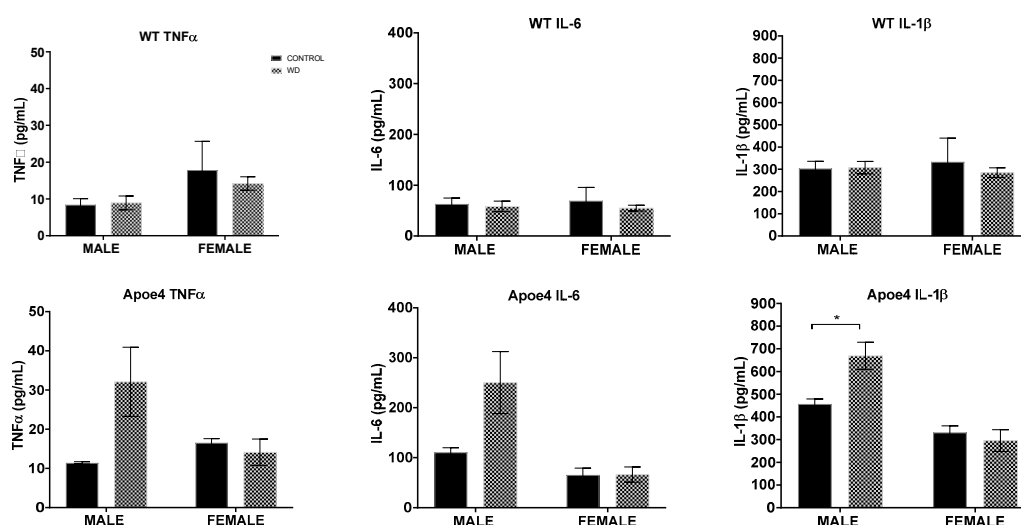 WT TNFα
TNF□ (pg/mL)
50
40
30
20
10
0
MALE
FEMALE
CONTROL
WD
WT IL-6
IL-6 (pg/mL)
400
300
200
100
0
MALE
FEMALE
WT IL-1β
IL-1β (pg/mL)
900
800
700
600
500
400
300
200
100
0
MALE
FEMALE
Apoe4 TNFα
TNFα (pg/mL)
50
40
30
20
10
0
MALE
FEMALE
Apoe4 IL-6
IL-6 (pg/mL)
400
300
200
100
0
MALE
FEMALE
Apoe4 IL-1β
IL-1β (pg/mL)
900
800
700
600
500
400
300
200
100
0
*
MALE
FEMALE